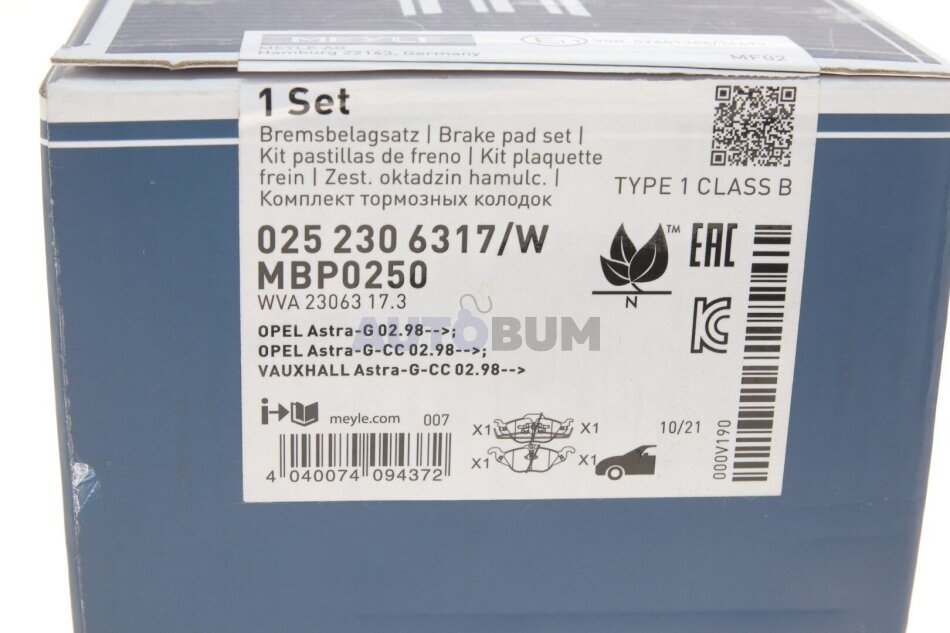 MEYLE
MEYLE AG
Hamburg 22143, Germany
E1
MF02
1 Set
Bremsbelagsatz | Brake pad set |
Kit pastillas de freno | Kit plaquette
frein | Zest. okładzin hamulc. |
Комплект тормозных колодок
TYPE 1 CLASS B
025 230 6317/W
MBP0250
WVA 23063 17.3
TM
EAC
N
KC
AUTOBUM
OPEL Astra-G 02.98-->;
OPEL Astra-G-CC 02.98-->;
VAUXHALL Astra-G-CC 02.98-->
i
meyle.com 007
X1 X1
X1 X1
10/21
000V190
4 040074 094372